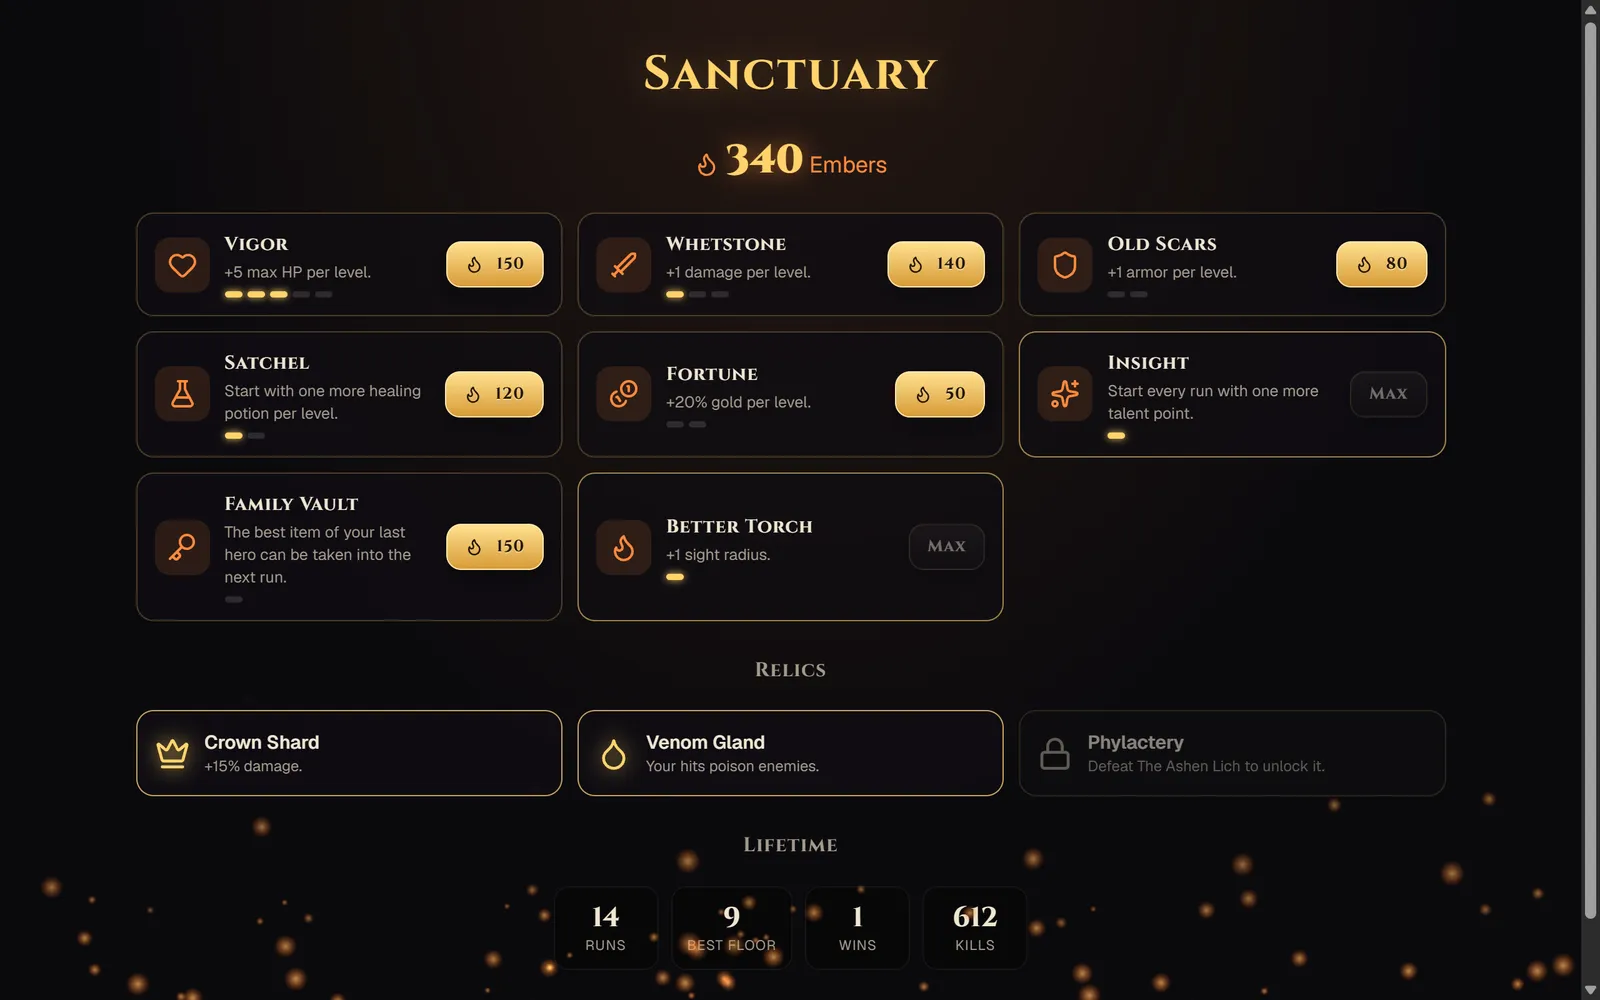 Sanctuary
340 Embers
Vigor
+5 max HP per level.
150
Whetstone
+1 damage per level.
140
Old Scars
+1 armor per level.
80
Satchel
Start with one more healing
potion per level.
120
Fortune
+20% gold per level.
50
Insight
Start every run with one more
talent point.
Max
Family Vault
The best item of your last
hero can be taken into the
next run.
150
Better Torch
+1 sight radius.
Max
Relics
Crown Shard
+15% damage.
Venom Gland
Your hits poison enemies.
Phylactery
Defeat The Ashen Lich to unlock it.
Lifetime
14
RUNS
9
BEST FLOOR
1
WINS
612
KILLS